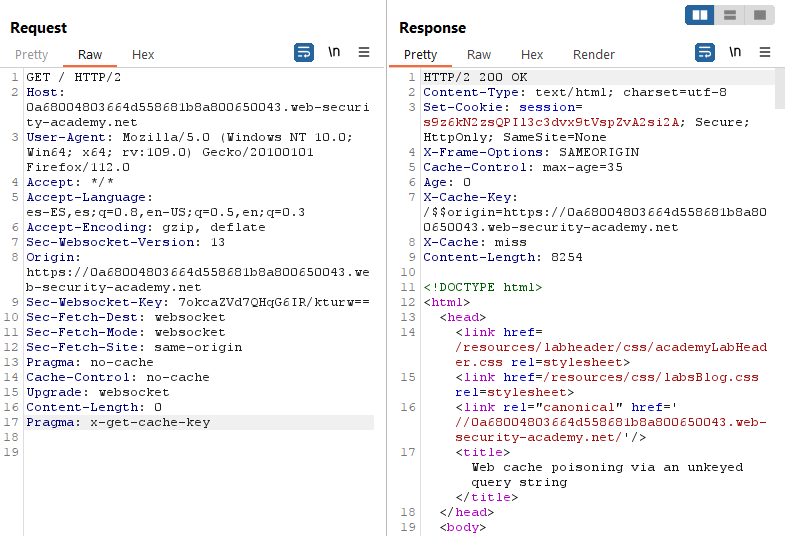 Request
Pretty Raw Hex \n
1 GET / HTTP/2
2 Host:
0a68004803664d558681b8a800650043.web-securi
ty-academy.net
3 User-Agent: Mozilla/5.0 (Windows NT 10.0;
Win64; x64; rv:109.0) Gecko/20100101
Firefox/112.0
4 Accept: */*
5 Accept-Language:
es-ES,es;q=0.8,en-US;q=0.5,en;q=0.3
6 Accept-Encoding: gzip, deflate
7 Sec-Websocket-Version: 13
8 Origin:
https://0a68004803664d558681b8a800650043.we
b-security-academy.net
9 Sec-Websocket-Key: 7okcaZVd7QHqG6IR/kturw==
10 Sec-Fetch-Dest: websocket
11 Sec-Fetch-Mode: websocket
12 Sec-Fetch-Site: same-origin
13 Pragma: no-cache
14 Cache-Control: no-cache
15 Upgrade: websocket
16 Content-Length: 0
17 Pragma: x-get-cache-key
18
19
Response
Pretty Raw Hex Render \n
1 HTTP/2 200 OK
2 Content-Type: text/html; charset=utf-8
3 Set-Cookie: session=
s9z6kN2zsQPIl3c3dvx9tVspZvA2si2A; Secure;
HttpOnly; SameSite=None
4 X-Frame-Options: SAMEORIGIN
5 Cache-Control: max-age=35
6 Age: 0
7 X-Cache-Key:
/$$origin=https://0a68004803664d558681b8a80
0650043.web-security-academy.net
8 X-Cache: miss
9 Content-Length: 8254
10
11 <!DOCTYPE html>
12 <html>
13 <head>
14 <link href=
/resources/labheader/css/academyLabHead
er.css rel=stylesheet>
15 <link href=/resources/css/labsBlog.css
rel=stylesheet>
16 <link rel="canonical" href='
//0a68004803664d558681b8a800650043.web-
security-academy.net/'/>
17 <title>
Web cache poisoning via an unkeyed
query string
</title>
18 </head>
19 <body>